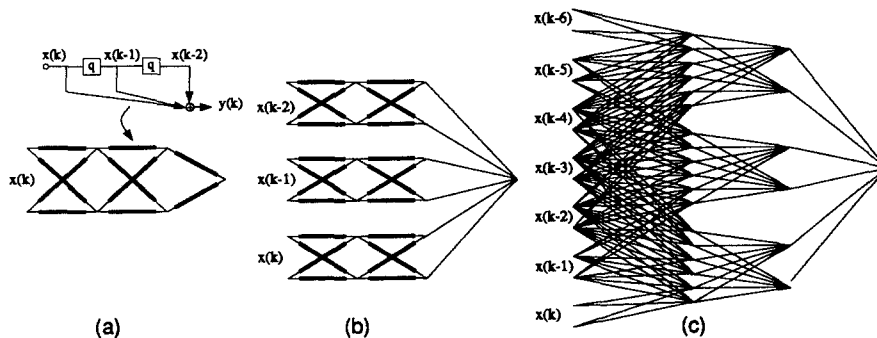 x(k) x(k-1) x(k-2)
q q
y(k)
x(k)
(a)
x(k-2)
x(k-1)
x(k)
(b)
x(k-6)
x(k-5)
x(k-4)
x(k-3)
x(k-2)
x(k-1)
x(k)
(c)